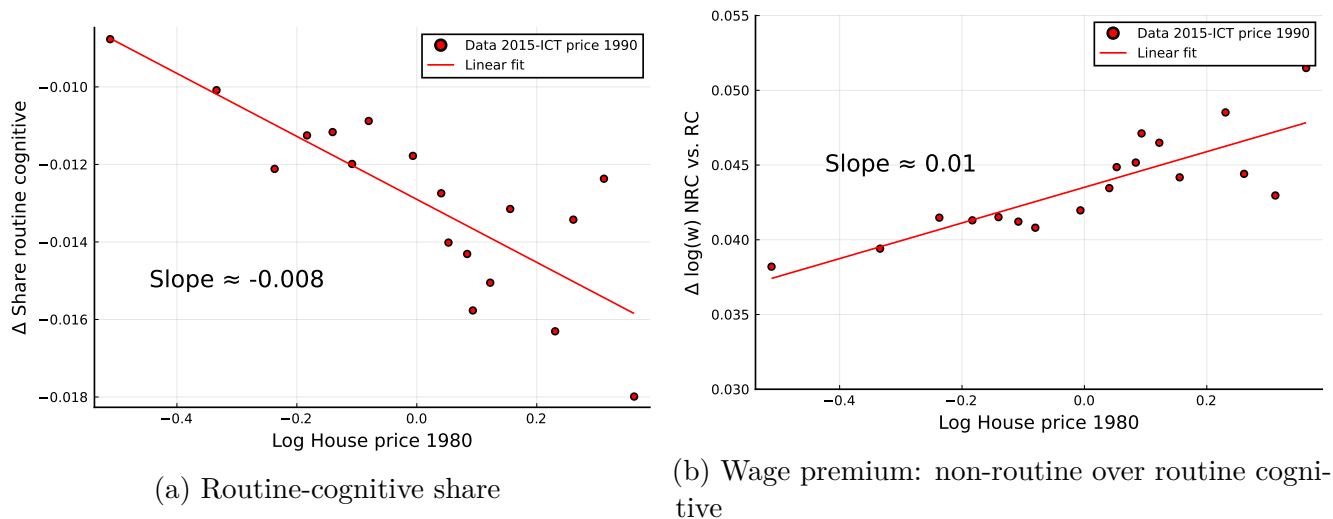 Data 2015-ICT price 1990
Linear fit
−0.010
−0.012
−0.014
−0.016
−0.018
Δ Share routine cognitive
Slope ≈ -0.008
−0.4
−0.2
0.0
0.2
Log House price 1980
(a) Routine-cognitive share
Data 2015-ICT price 1990
Linear fit
0.055
0.050
0.045
0.040
0.035
0.030
Δ log(w) NRC vs. RC
Slope ≈ 0.01
−0.4
−0.2
0.0
0.2
Log House price 1980
(b) Wage premium: non-routine over routine cogni-
tive